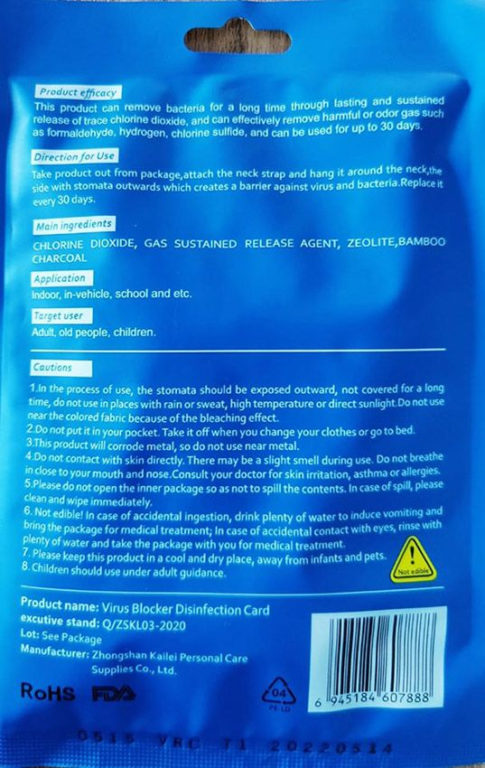 Product efficacy
This product can remove bacteria for a long time through lasting and sustained
release of trace chlorine dioxide, and can effectively remove harmful or odor gas such
as formaldehyde, hydrogen, chlorine sulfide, and can be used for up to 30 days.
Direction for Use
Take product out from package,attach the neck strap and hang it around the neck,the
side with stomata outwards which creates a barrier against virus and bacteria.Replace it
every 30 days.
Main ingredients
CHLORINE DIOXIDE, GAS SUSTAINED RELEASE AGENT, ZEOLITE,BAMBOO
CHARCOAL
Application
Indoor, in-vehicle, school and etc.
Target user
Adult, old people, children.
Cautions
1.In the process of use, the stomata should be exposed outward, not covered for a long
time, do not use in places with rain or sweat, high temperature or direct sunlight.Do not use
near the colored fabric because of the bleaching effect.
2.Do not put it in your pocket. Take it off when you change your clothes or go to bed.
3.This product will corrode metal, so do not use near metal.
4.Do not contact with skin directly. There may be a slight smell during use. Do not breathe
in close to your mouth and nose.Consult your doctor for skin irritation, asthma or allergies.
5.Please do not open the inner package so as not to spill the contents. In case of spill, please
clean and wipe immediately.
6. Not edible! In case of accidental ingestion, drink plenty of water to induce vomiting and
bring the package for medical treatment; In case of accidental contact with eyes, rinse with
plenty of water and take the package with you for medical treatment.
7. Please keep this product in a cool and dry place, away from infants and pets.
8. Children should use under adult guidance.
Not edible
Product name: Virus Blocker Disinfection Card
excutive stand: Q/ZSKL03-2020
Lot: See Package
Manufacturer: Zhongshan Kailei Personal Care
Supplies Co., Ltd.
RoHS FDA
04
PE-LD
6 945184 607888
0515 VRC T1 20220514